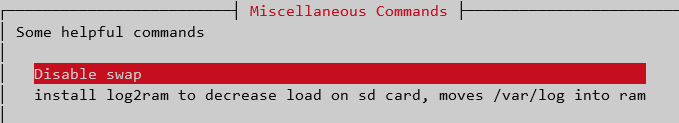 Miscellaneous Commands
Some helpful commands
Disable swap
install log2ram to decrease load on sd card, moves /var/log into ram